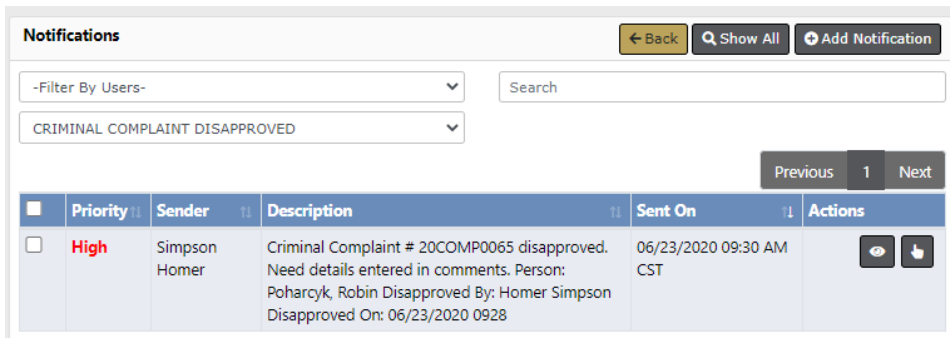 Notifications
Back
Show All
Add Notification
-Filter By Users-
Search
CRIMINAL COMPLAINT DISAPPROVED
Previous 1 Next
Priority Sender Description Sent On Actions
High
Simpson
Homer
Criminal Complaint # 20COMP0065 disapproved.
Need details entered in comments. Person:
Poharcyk, Robin Disapproved By: Homer Simpson
Disapproved On: 06/23/2020 0928
06/23/2020 09:30 AM
CST